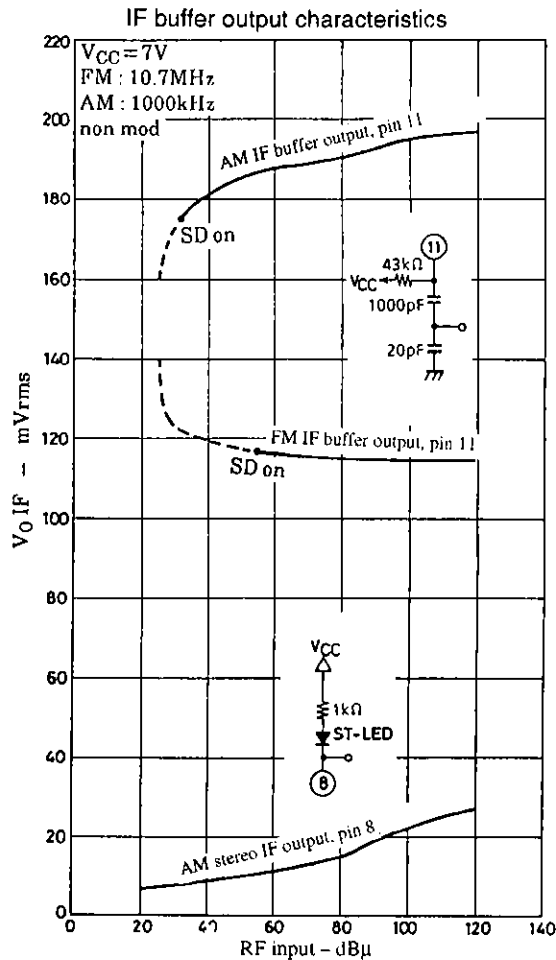 IF buffer output characteristics
VCC=7V
FM : 10.7MHz
AM : 1000kHz
non mod
AM IF buffer output, pin 11
SD on
11
43kΩ
VCC
1000pF
20pF
FM IF buffer output, pin 11
SD on
VCC
1kΩ
ST-LED
8
AM stereo IF output, pin 8
VO IF – mVrms
220
200
180
160
140
120
100
80
60
40
20
0
0
20
40
60
80
100
120
140
RF input – dBµ